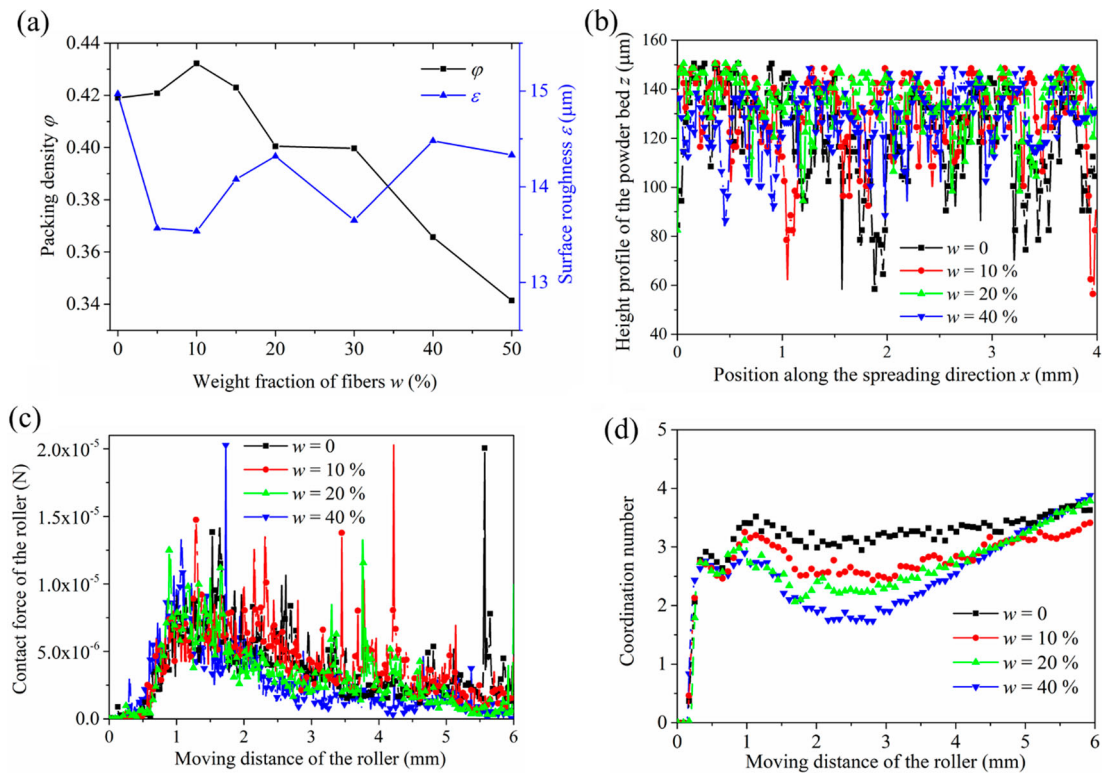 (a)
0.44
0.42
0.40
0.38
0.36
0.34
Packing density φ
φ
ε
15
14
13
Surface roughness ε (μm)
0 10 20 30 40 50
Weight fraction of fibers w (%)
(b)
160
140
120
100
80
60
40
Height profile of the powder bed z (μm)
w = 0
w = 10 %
w = 20 %
w = 40 %
0 1 2 3 4
Position along the spreading direction x (mm)
(c)
2.0x10-5
1.5x10-5
1.0x10-5
5.0x10-6
0.0
Contact force of the roller (N)
w = 0
w = 10 %
w = 20 %
w = 40 %
0 1 2 3 4 5 6
Moving distance of the roller (mm)
(d)
5
4
3
2
1
0
Coordination number
w = 0
w = 10 %
w = 20 %
w = 40 %
0 1 2 3 4 5 6
Moving distance of the roller (mm)